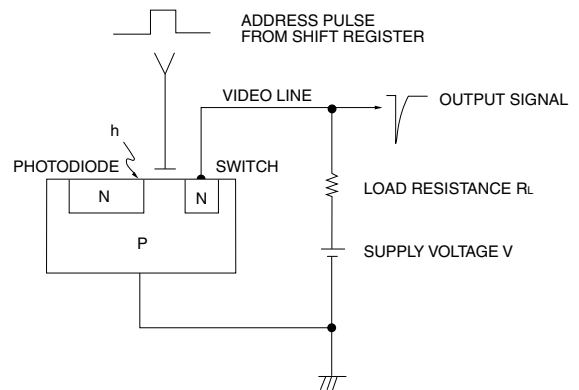 ADDRESS PULSE
FROM SHIFT REGISTER
VIDEO LINE
OUTPUT SIGNAL
h
PHOTODIODE
SWITCH
N
N
LOAD RESISTANCE RL
P
SUPPLY VOLTAGE V